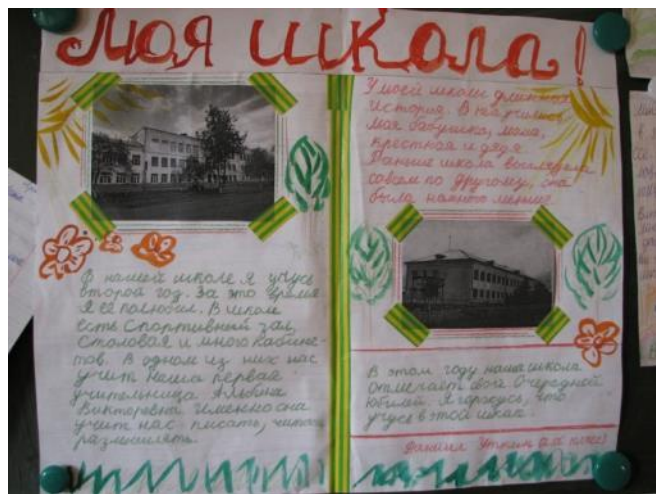 Моя школа!
В нашей школе я учусь
второй год. За это время
я её полюбил. В школе
есть спортивный зал,
столовая и много кабине-
тов. В одном из них нас
учит наша первая
учительница Альбина
Викторовна. Именно она
учит нас писать, читать
размышлять.
У моей школы длинная
история. В ней учились
моя бабушка, мама,
крестная и дядя.
Раньше школа выглядела
совсем по другому, она
была намного меньше.
В этом году наша школа
отмечает свой очередной
юбилей. Я горжусь, что
учусь в этой школе.
Даниил Уткин